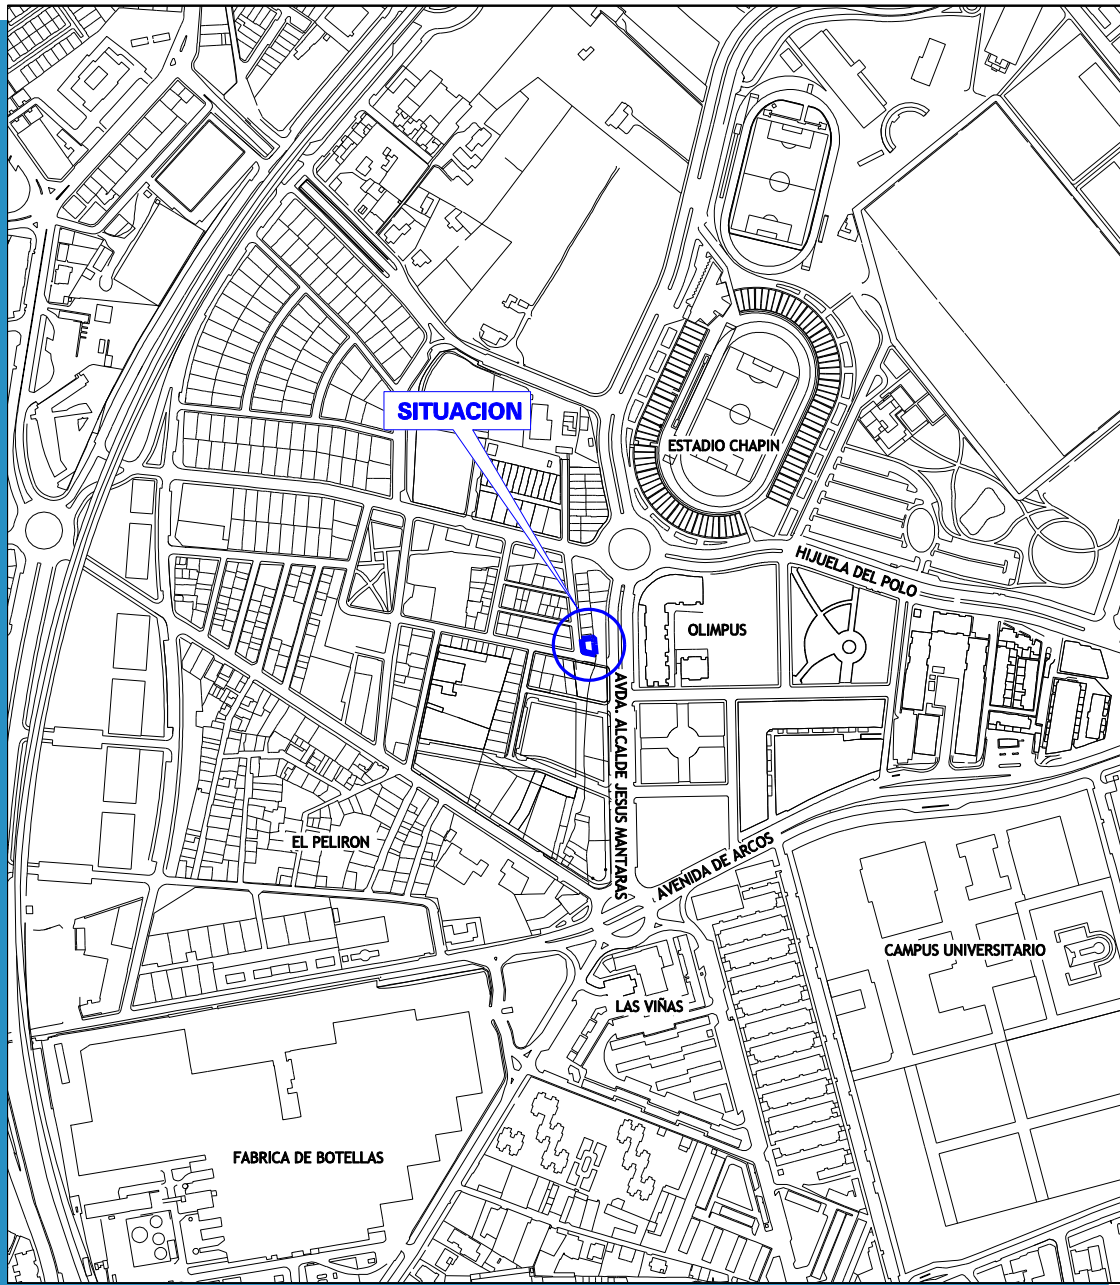 SITUACION
ESTADIO CHAPIN
HIJUELA DEL POLO
OLIMPUS
AVDA. ALCALDE JESUS MANTARAS
EL PELIRON
AVENIDA DE ARCOS
CAMPUS UNIVERSITARIO
LAS VIÑAS
FABRICA DE BOTELLAS